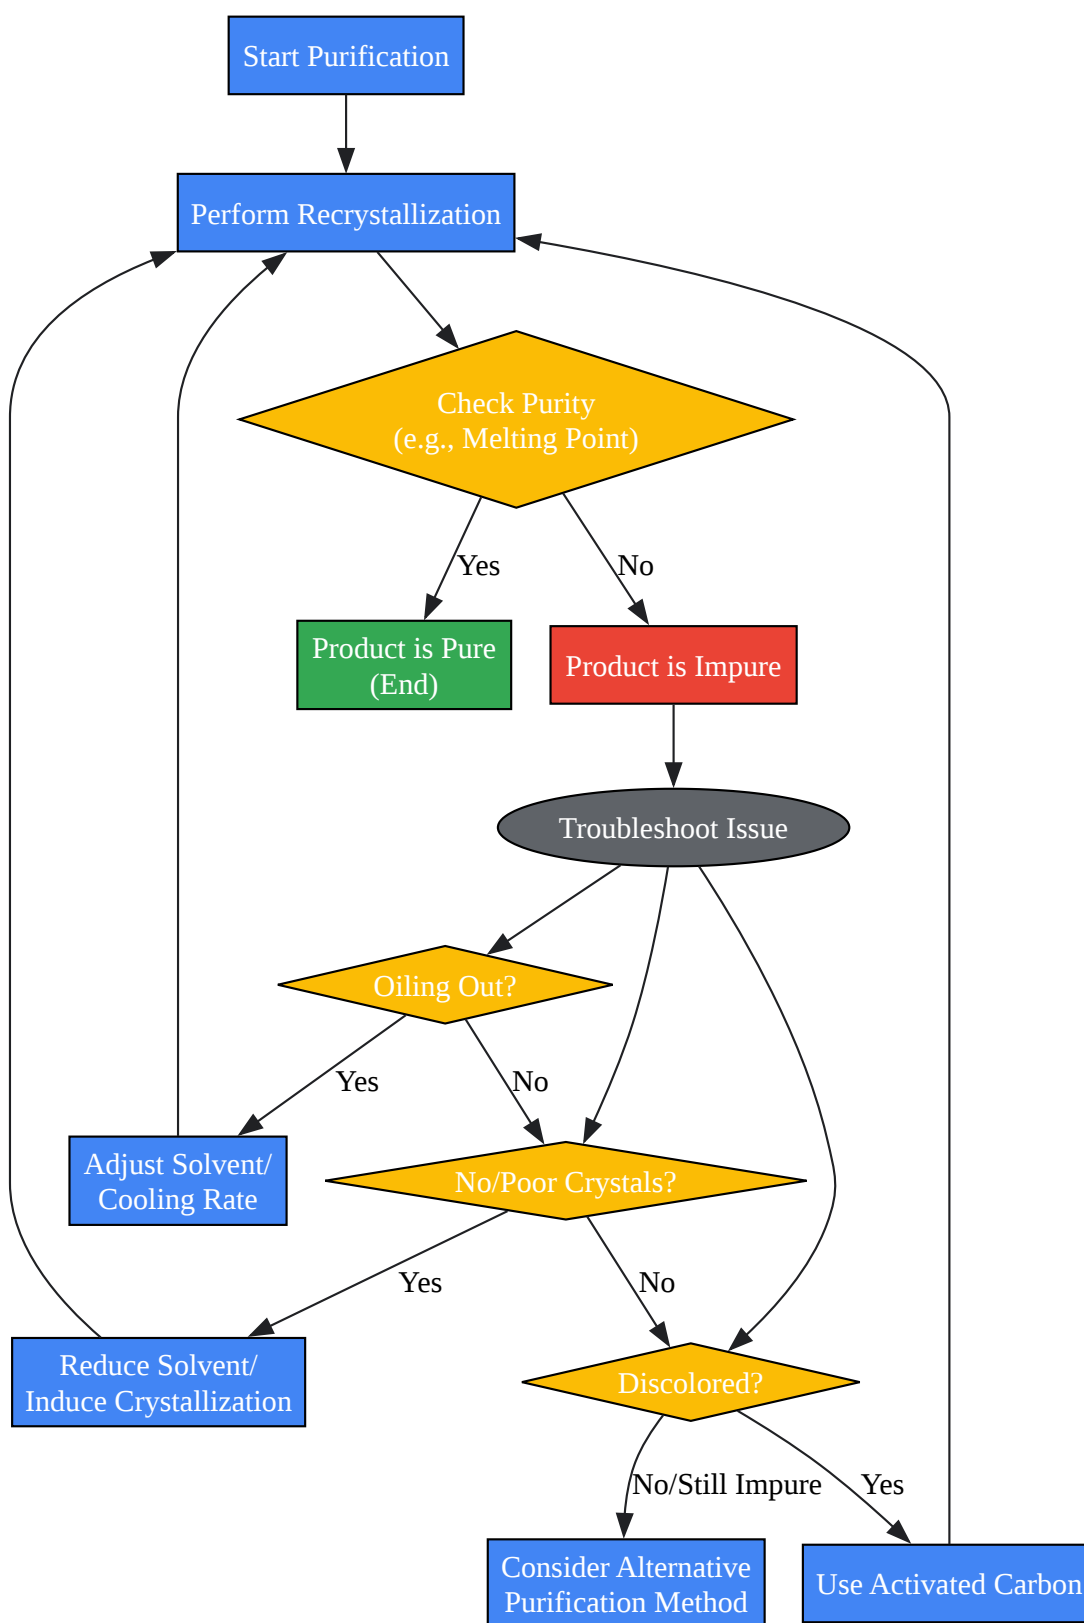 Start Purification
Perform Recrystallization
Check Purity
(e.g., Melting Point)
Yes
No
Product is Pure
(End)
Product is Impure
Troubleshoot Issue
Oiling Out?
Yes
No
Adjust Solvent/
Cooling Rate
No/Poor Crystals?
Yes
No
Reduce Solvent/
Induce Crystallization
Discolored?
No/Still Impure
Yes
Consider Alternative
Purification Method
Use Activated Carbon